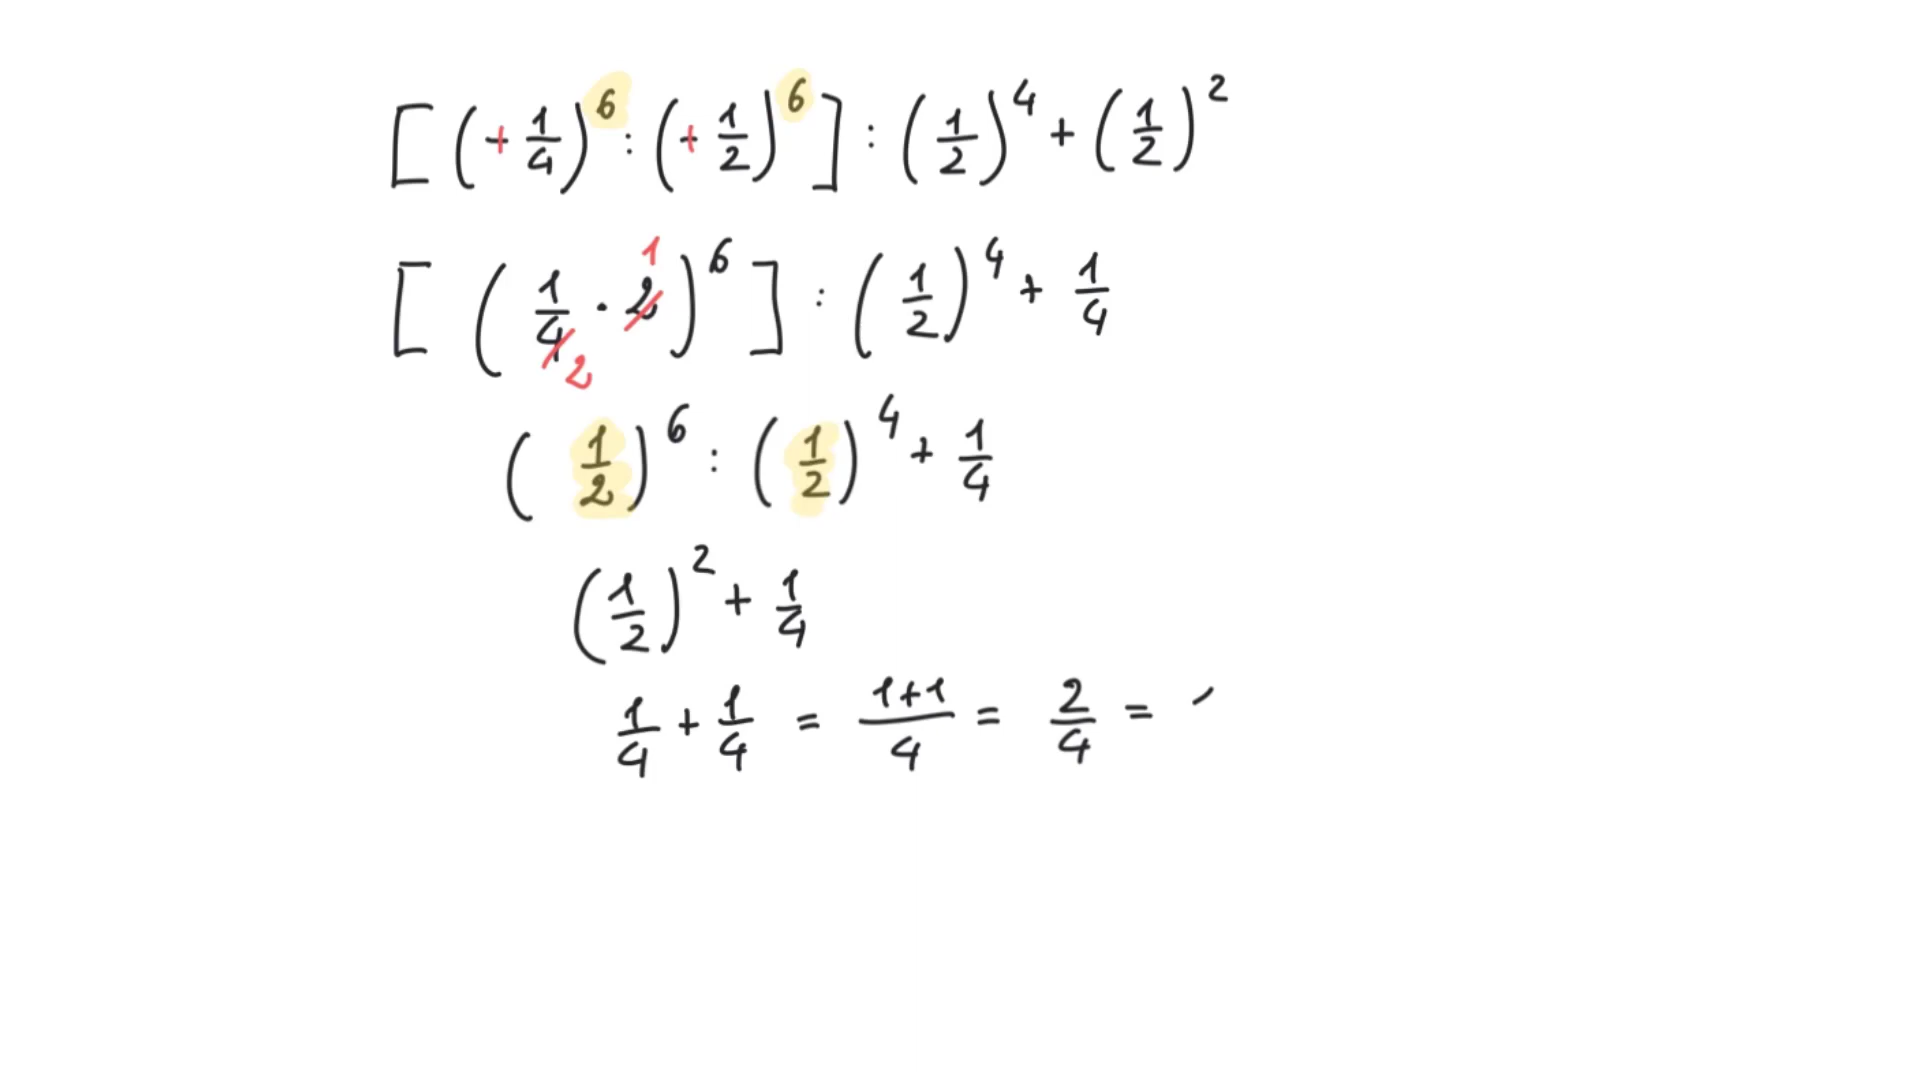 [(+1/4)^6 : (+1/2)^6] : (1/2)^4 + (1/2)^2
[(1/4 2 · 2 1)^6] : (1/2)^4 + 1/4
(1/2)^6 : (1/2)^4 + 1/4
(1/2)^2 + 1/4
1/4 + 1/4 = (1+1)/4 = 2/4 =